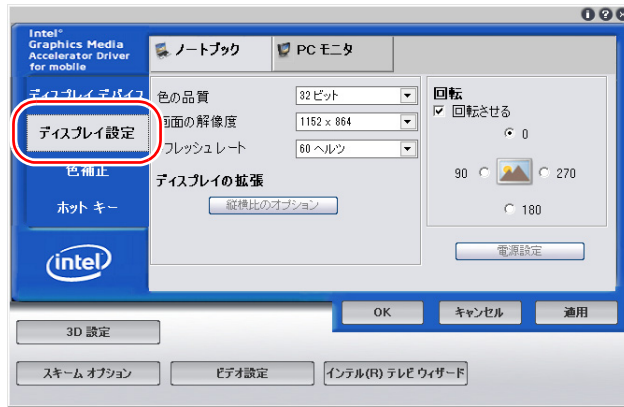 Intel®
Graphics Media
Accelerator Driver
for mobile
ノートブック
PC モニタ
ディスプレイ デバイス
ディスプレイ設定
色補正
ホット キー
intel
色の品質
32 ビット
画面の解像度
1152 x 864
フレッシュ レート
60 ヘルツ
ディスプレイの拡張
縦横比のオプション
回転
回転させる
0
90
270
180
電源設定
OK
キャンセル
適用
3D 設定
スキーム オプション
ビデオ設定
インテル(R) テレビ ウィザード